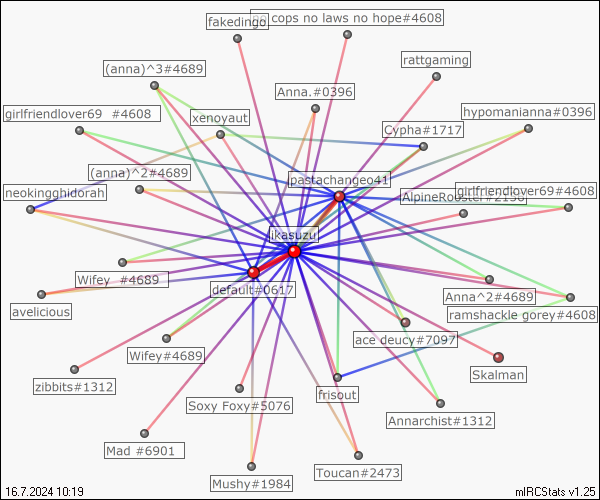 fakedingo
cops no laws no hope#4608
rattgaming
(anna)^3#4689
Anna.#0396
girlfriendlover69 #4608
xenoyaut
hypomanianna#0396
Cypha#1717
(anna)^2#4689
pastachangeo41
neokingghidorah
AlpineRooster#2158
girlfriendlover69#4608
ikasuzu
Wifey #4689
default#0617
Anna^2#4689
avelicious
ramshackle gorey#4608
ace deucy#7097
Wifey#4689
Skalman
zibbits#1312
frisout
Soxy Foxy#5076
Annarchist#1312
Mad #6901
Toucan#2473
Mushy#1984
16.7.2024 10:19
mIRCStats v1.25